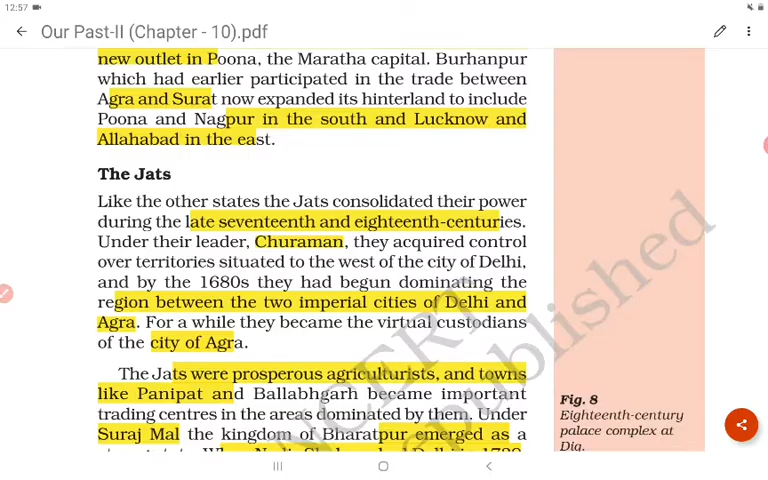 12:57
Our Past-II (Chapter - 10).pdf
new outlet in Poona, the Maratha capital. Burhanpur
which had earlier participated in the trade between
Agra and Surat now expanded its hinterland to include
Poona and Nagpur in the south and Lucknow and
Allahabad in the east.
The Jats
Like the other states the Jats consolidated their power
during the late seventeenth and eighteenth-centuries.
Under their leader, Churaman, they acquired control
over territories situated to the west of the city of Delhi,
and by the 1680s they had begun dominating the
region between the two imperial cities of Delhi and
Agra. For a while they became the virtual custodians
of the city of Agra.
The Jats were prosperous agriculturists, and towns
like Panipat and Ballabhgarh became important
trading centres in the areas dominated by them. Under
Suraj Mal the kingdom of Bharatpur emerged as a
Fig. 8
Eighteenth-century
palace complex at
Dig.
NCERT
republished